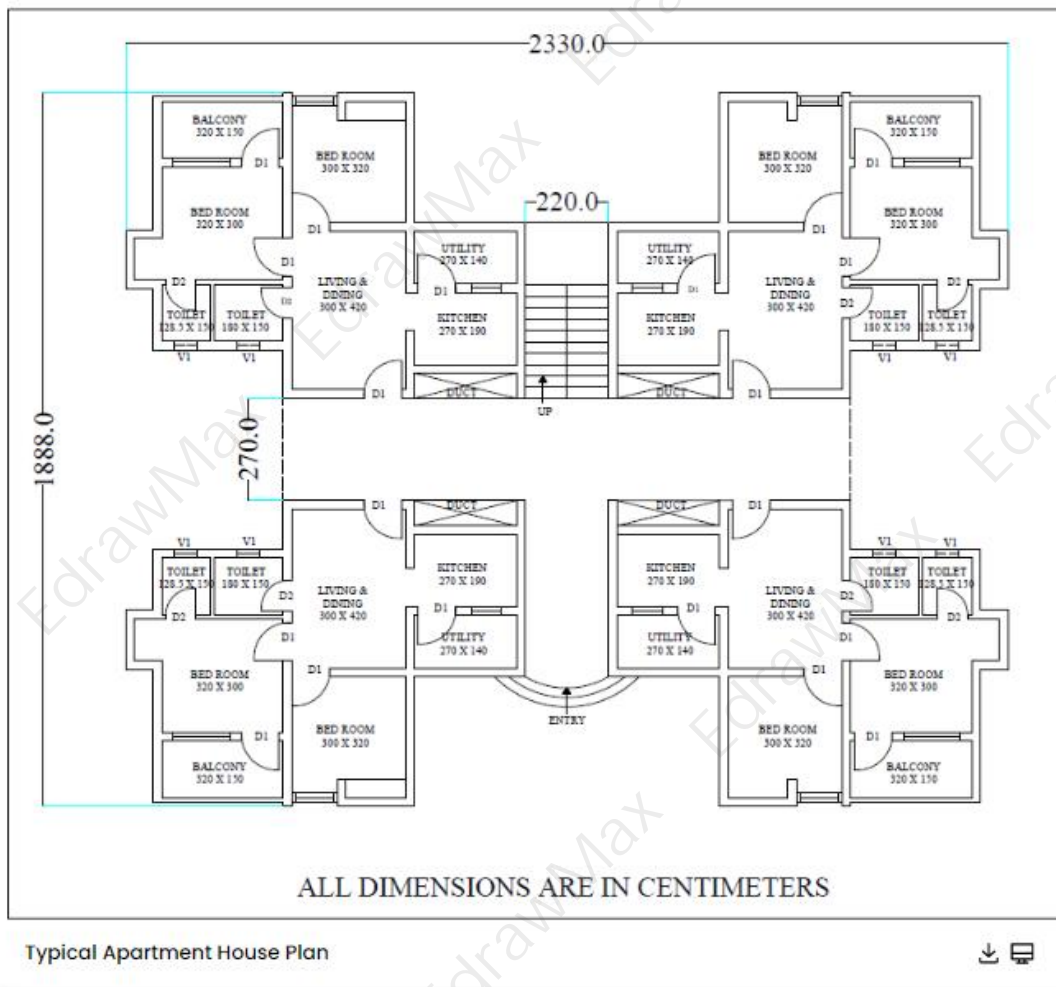 2330.0
BALCONY
320 X 150
D1
BED ROOM
300 X 320
BED ROOM
320 X 300
D1
D1
D2
TOILET
128.5 X 150
V1
TOILET
180 X 150
V1
D2
LIVING &
DINING
300 X 420
UTILITY
270 X 140
D1
KITCHEN
270 X 190
DUCT
D1
220.0
UP
UTILITY
270 X 140
D1
KITCHEN
270 X 190
DUCT
D1
BED ROOM
300 X 320
D1
LIVING &
DINING
300 X 420
BALCONY
320 X 150
D1
BED ROOM
320 X 300
D1
D2
D2
TOILET
180 X 150
V1
TOILET
128.5 X 150
V1
1888.0
270.0
D1
DUCT
DUCT
D1
V1
V1
TOILET
128.5 X 150
TOILET
180 X 150
D2
D2
D1
LIVING &
DINING
300 X 420
KITCHEN
270 X 190
D1
UTILITY
270 X 140
D1
BED ROOM
320 X 300
D1
BED ROOM
300 X 320
BALCONY
320 X 150
ENTRY
KITCHEN
270 X 190
D1
UTILITY
270 X 140
LIVING &
DINING
300 X 420
D2
D1
D1
V1
V1
TOILET
180 X 150
TOILET
128.5 X 150
D2
BED ROOM
320 X 300
D1
BED ROOM
300 X 320
BALCONY
320 X 150
ALL DIMENSIONS ARE IN CENTIMETERS
Typical Apartment House Plan
EdrawMax
EdrawMax
EdrawMax
EdrawMax